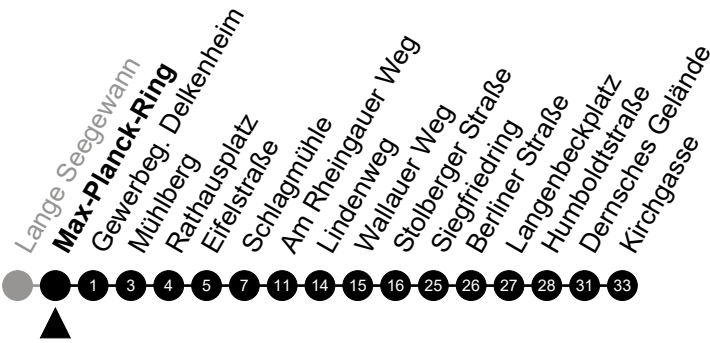 Lange Seegewann
Max-Planck-Ring
Gewerbeg. Delkenheim
Mühlberg
Rathausplatz
Eifelstraße
Schlagmühle
Am Rheingauer Weg
Lindenweg
Wallauer Weg
Stolberger Straße
Siegfriedring
Berliner Straße
Langenbeckplatz
Humboldtstraße
Dernsches Gelände
Kirchgasse
1 3 4 5 7 11 14 15 16 25 26 27 28 31 33